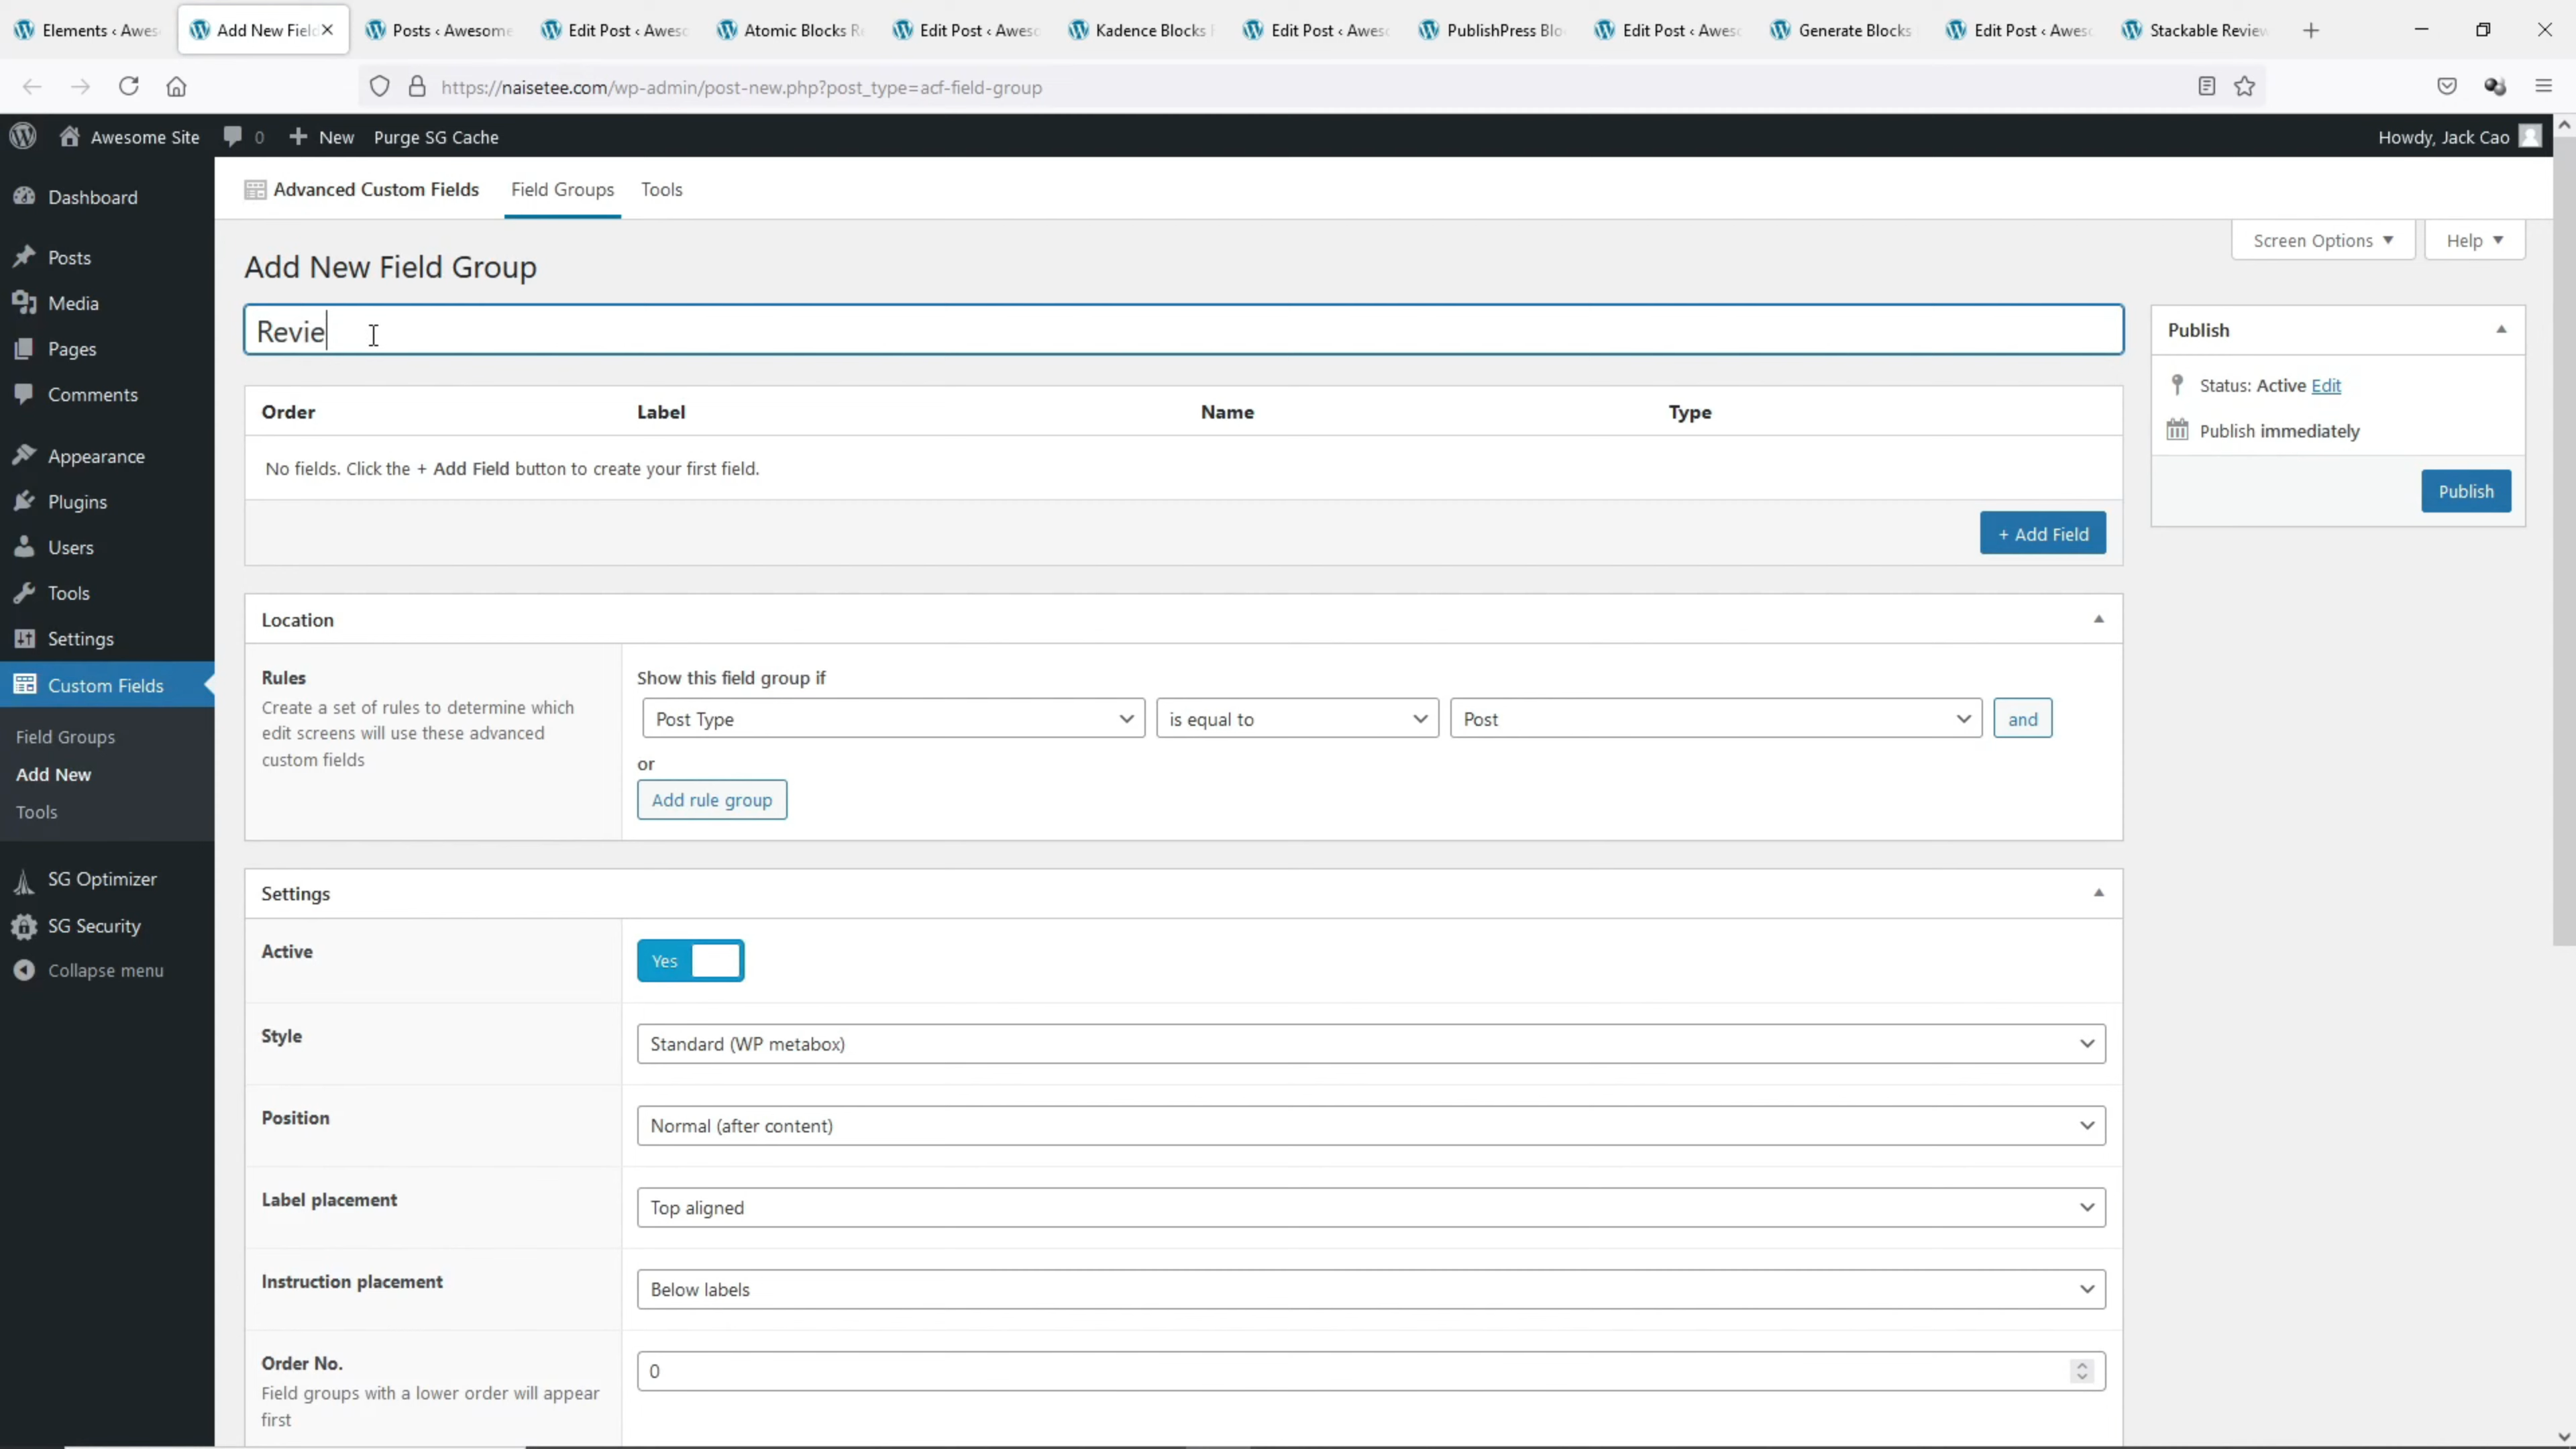 Elements ‹ Awes
Add New Fiel
Posts ‹ Awesome
Edit Post ‹ Aweso
Atomic Blocks R
Edit Post ‹ Aweso
Kadence Blocks
Edit Post ‹ Awes
PublishPress Blo
Edit Post ‹ Awes
Generate Blocks
Edit Post ‹ Awes
Stackable Review
https://naisetee.com/wp-admin/post-new.php?post_type=acf-field-group
Awesome Site
0
New
Purge SG Cache
Howdy, Jack Cao
Dashboard
Posts
Media
Pages
Comments
Appearance
Plugins
Users
Tools
Settings
Custom Fields
Field Groups
Add New
Tools
SG Optimizer
SG Security
Collapse menu
Advanced Custom Fields
Field Groups
Tools
Screen Options
Help
Add New Field Group
Revie
Order
Label
Name
Type
No fields. Click the + Add Field button to create your first field.
+ Add Field
Publish
Status: Active Edit
Publish immediately
Publish
Location
Rules
Create a set of rules to determine which
edit screens will use these advanced
custom fields
Show this field group if
Post Type
is equal to
Post
and
or
Add rule group
Settings
Active
Yes
Style
Standard (WP metabox)
Position
Normal (after content)
Label placement
Top aligned
Instruction placement
Below labels
Order No.
Field groups with a lower order will appear
first
0